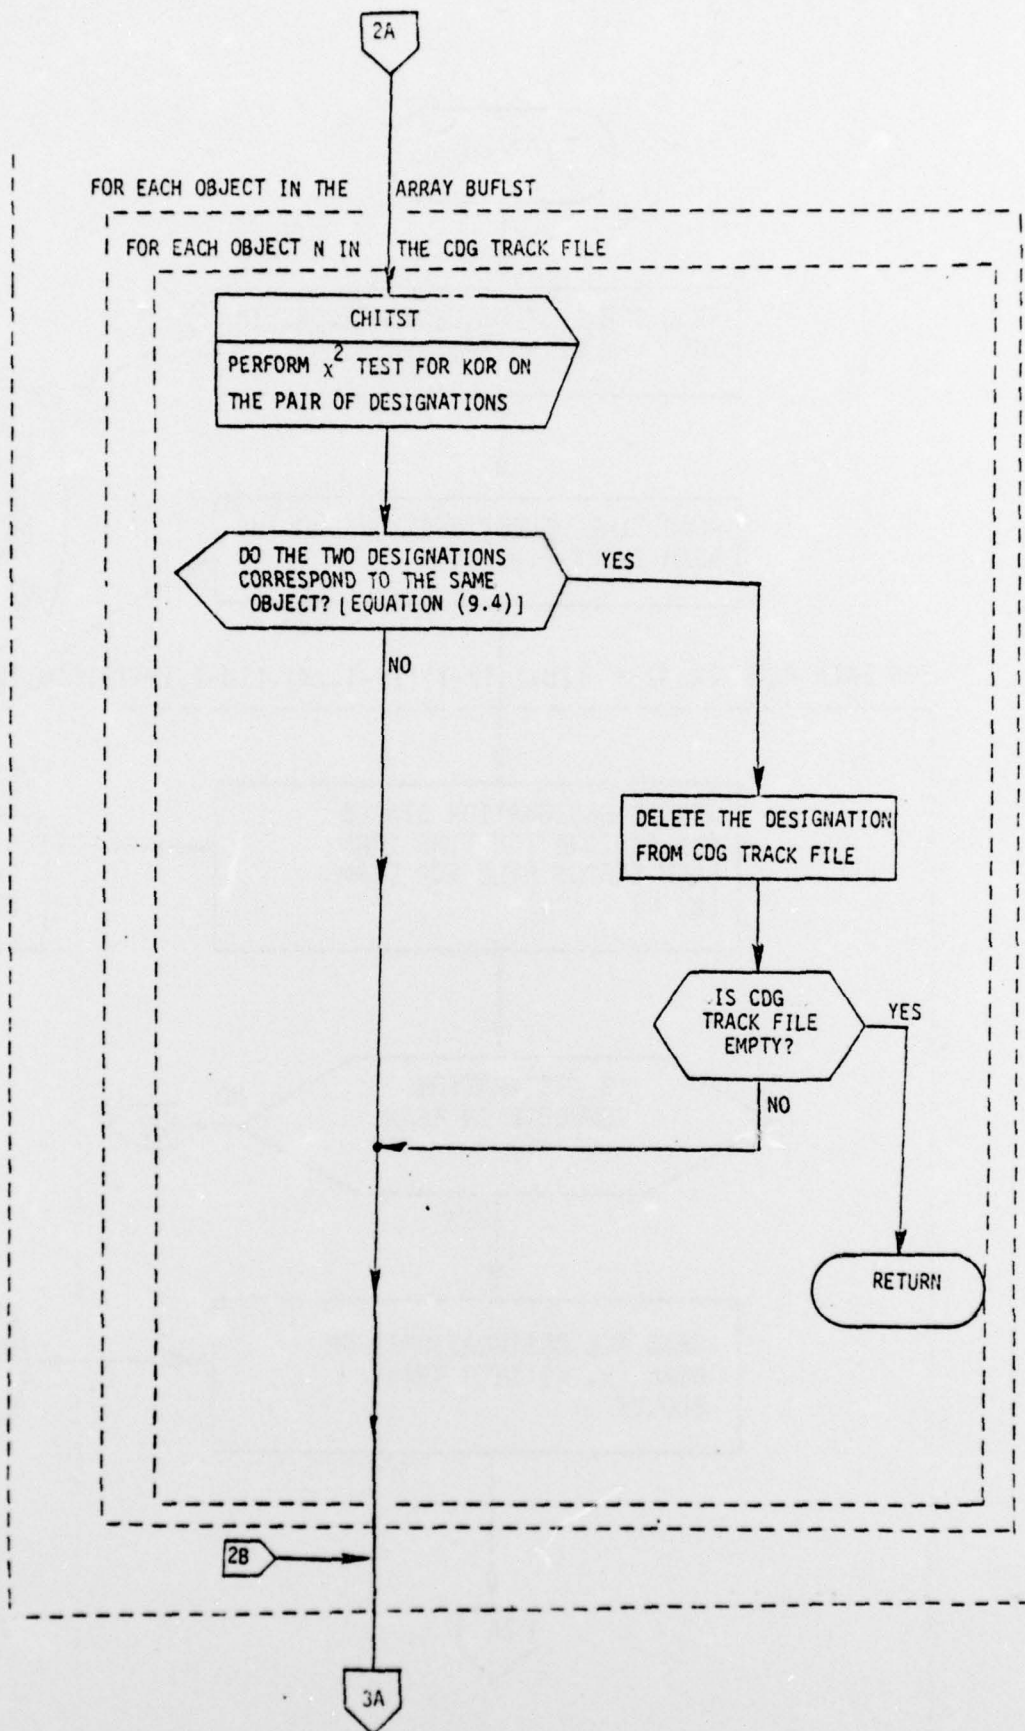 2A
FOR EACH OBJECT IN THE ARRAY BUFLST
FOR EACH OBJECT N IN THE CDG TRACK FILE
CHITST
PERFORM χ² TEST FOR KOR ON
THE PAIR OF DESIGNATIONS
DO THE TWO DESIGNATIONS
CORRESPOND TO THE SAME
OBJECT? [EQUATION (9.4)]
YES
NO
DELETE THE DESIGNATION
FROM CDG TRACK FILE
IS CDG
TRACK FILE
EMPTY?
YES
NO
RETURN
2B
3A